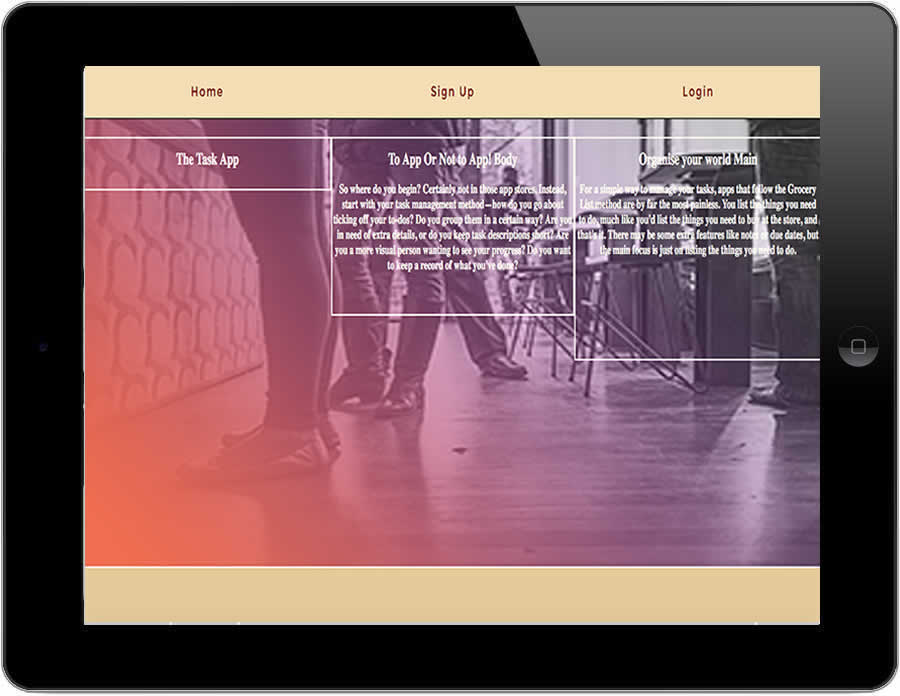 Home
Sign Up
Login
The Task App
To App Or Not to App! Body
So where do you begin? Certainly not in those app stores. Instead,
start with your task management method—how do you go about
ticking off your to-dos? Do you group them in a certain way? Are you
in need of extra details, or do you keep task descriptions short? Are
you a more visual person wanting to see your progress? Do you want
to keep a record of what you've done?
Organise your world Main
For a simple way to manage your tasks, apps that follow the Grocery
List method are by far the most painless. You list the things you need
to do, much like you'd list the things you need to buy at the store, and
that's it. There may be some extra features like notes or due dates, but
the main focus is just on listing the things you need to do.